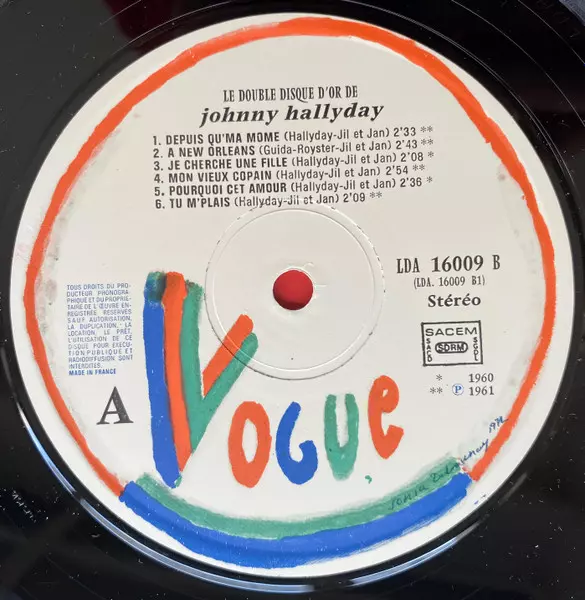 LE DOUBLE DISQUE D'OR DE
johnny hallyday
1. DEPUIS QU'MA MOME (Hallyday-Jil et Jan) 2'33 **
2. A NEW ORLEANS (Guida-Royster-Jil et Jan) 2'43 **
3. JE CHERCHE UNE FILLE (Hallyday-Jil et Jan) 2'08 *
4. MON VIEUX COPAIN (Hallyday-Jil et Jan) 2'54 **
5. POURQUOI CET AMOUR (Hallyday-Jil et Jan) 2'36 *
6. TU M'PLAIS (Hallyday-Jil et Jan) 2'09 **
LDA 16009 B
(LDA. 16009 B1)
Stéréo
TOUS DROITS DU
PRODUCTEUR PHONOGRA-
PHIQUE ET DU PROPRIE-
TAIRE DE L'ŒUVRE EN-
REGISTREE RESERVES
SAUF AUTORISATION,
LA DUPLICATION, LA
LOCATION, LE PRÊT,
L'UTILISATION DE CE
DISQUE POUR EXECU-
TION PUBLIQUE ET
RADIODIFFUSION SONT
INTERDITES.
MADE IN FRANCE
SACEM
SACD SDRM SGDL
* 1960
** Ⓟ 1961
A
VOGUE